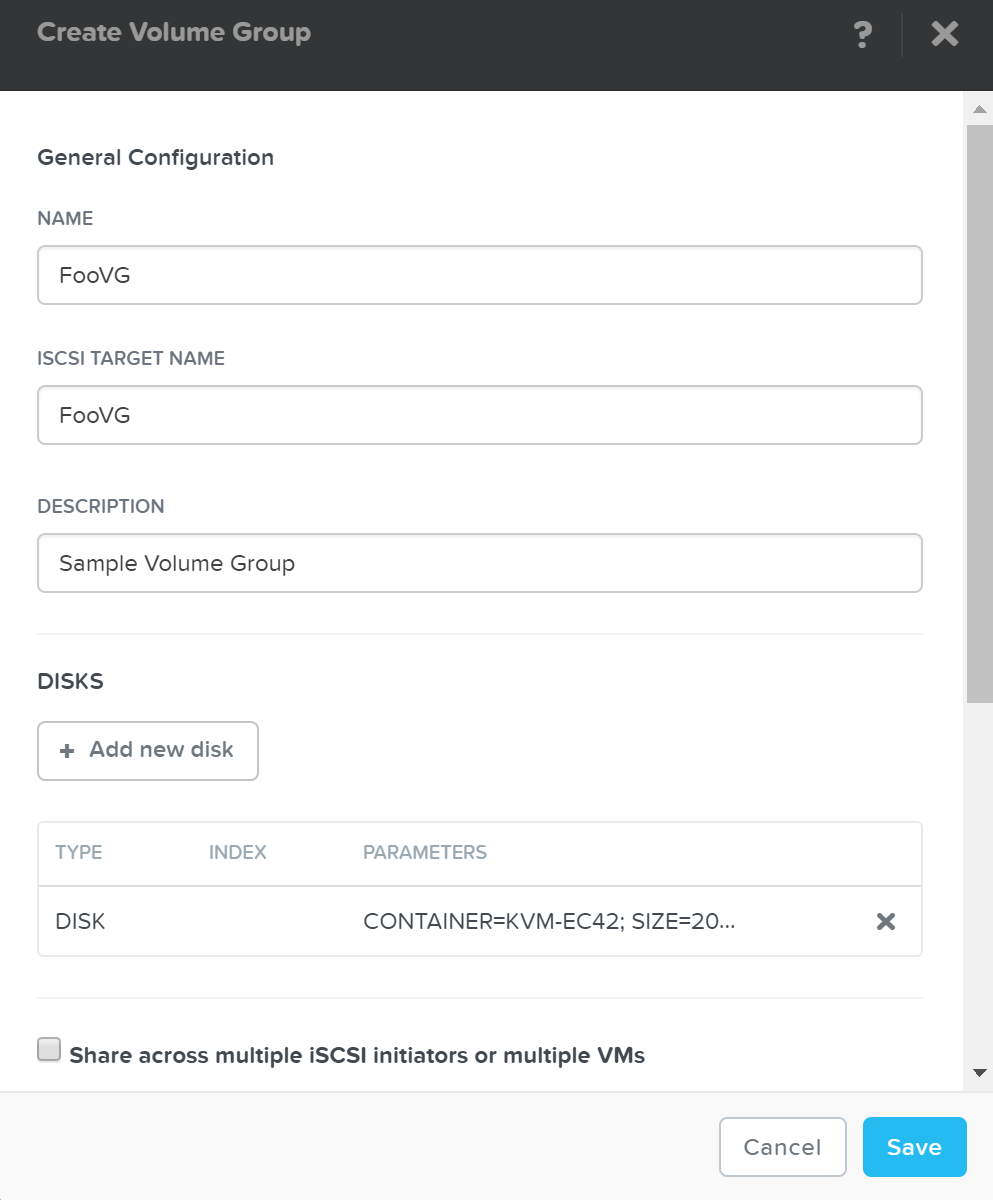 Create Volume Group ?
General Configuration
NAME
FooVG
ISCSI TARGET NAME
FooVG
DESCRIPTION
Sample Volume Group
DISKS
+ Add new disk
TYPE INDEX PARAMETERS
DISK CONTAINER=KVM-EC42; SIZE=20...
Share across multiple iSCSI initiators or multiple VMs
Cancel Save